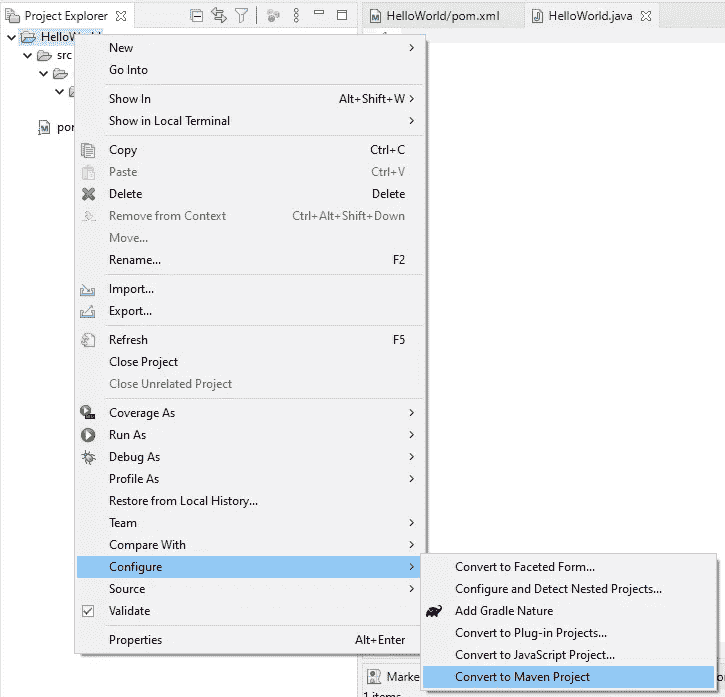 Project Explorer
HelloWorld/pom.xml
HelloWorld.java
New
Go Into
src
Show In Alt+Shift+W
Show in Local Terminal
Copy Ctrl+C
Paste Ctrl+V
Delete Delete
Remove from Context Ctrl+Alt+Shift+Down
Move...
Rename... F2
Import...
Export...
Refresh F5
Close Project
Close Unrelated Project
Coverage As
Run As
Debug As
Profile As
Restore from Local History...
Team
Compare With
Configure
Source
Validate
Properties Alt+Enter
Convert to Faceted Form...
Configure and Detect Nested Projects...
Add Gradle Nature
Convert to Plug-in Projects...
Convert to JavaScript Project...
Convert to Maven Project
1 items